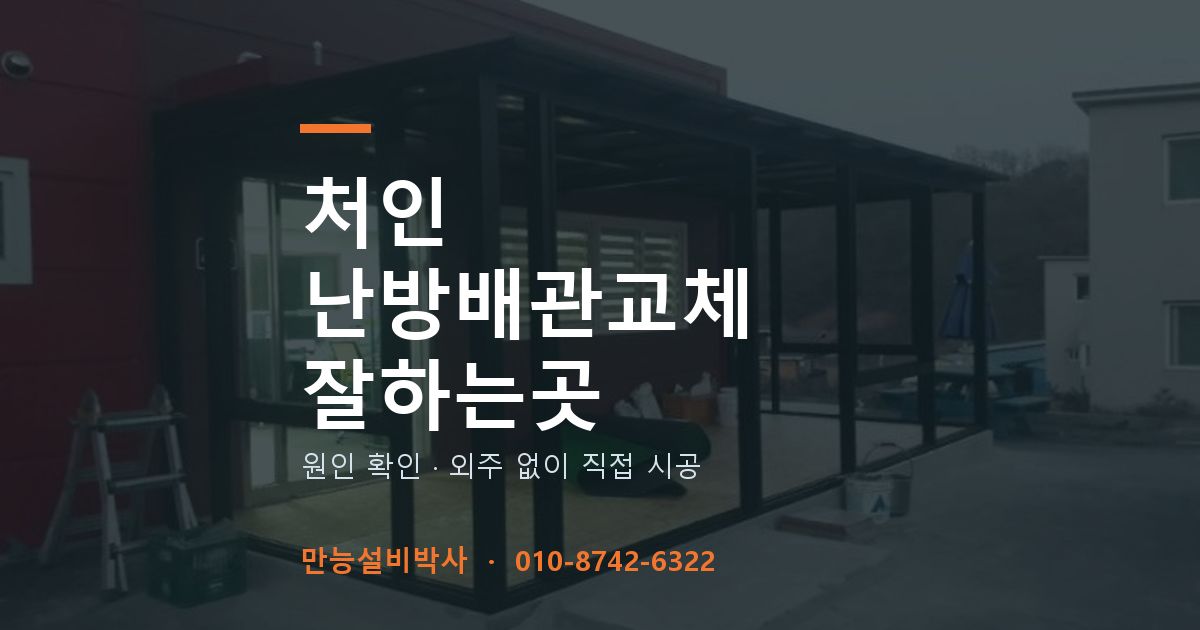 처인
난방배관교체
잘하는곳
원인 확인 · 외주 없이 직접 시공
만능설비박사 · 010-8742-6322